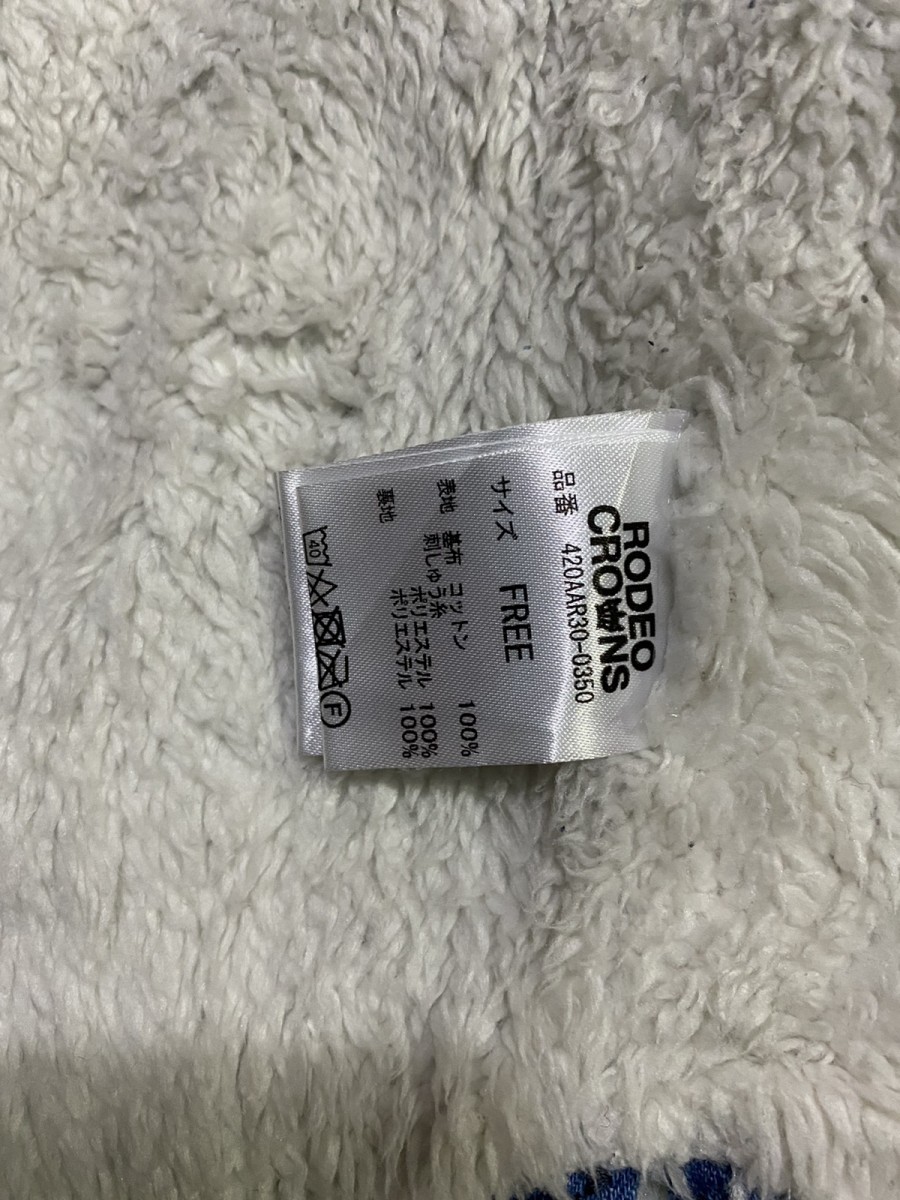 RODEO
CROWNS
品番 420AAR30-0350
サイズ FREE
表地 基布 コットン 100%
刺しゅう糸 ポリエステル 100%
裏地 ポリエステル 100%
40
F